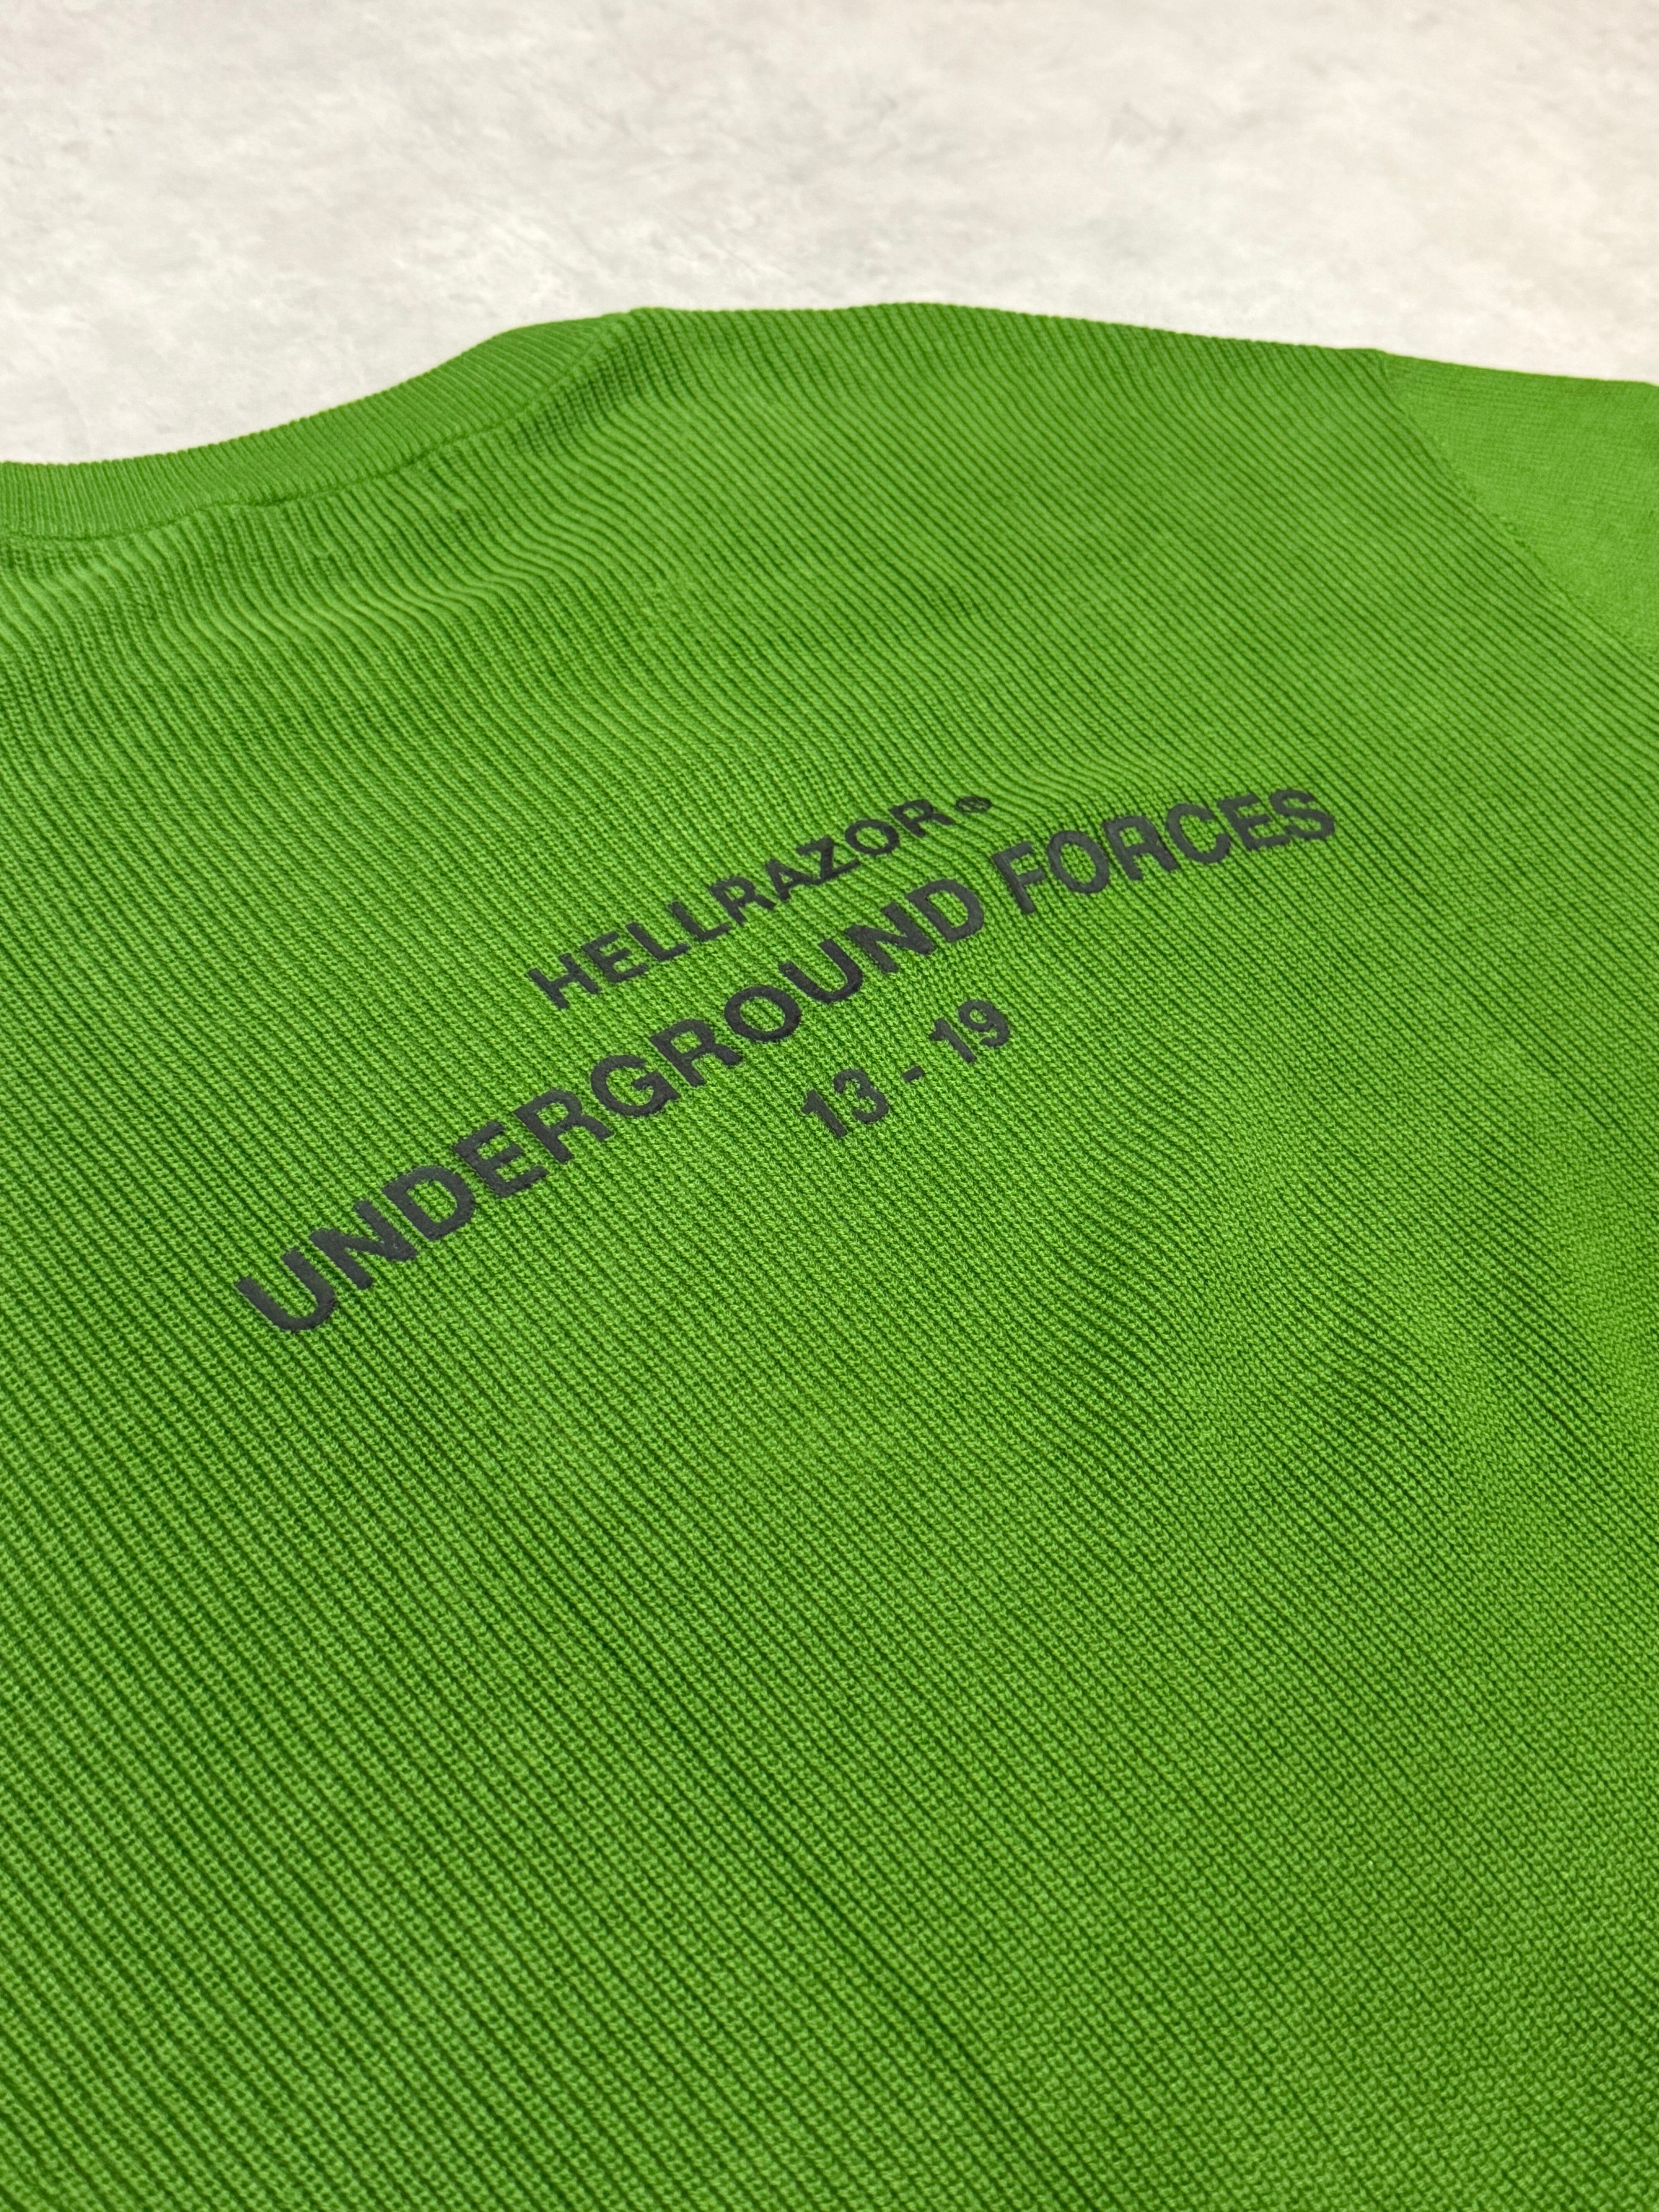 HELLRAZOR®
UNDERGROUND FORCES
13 - 19